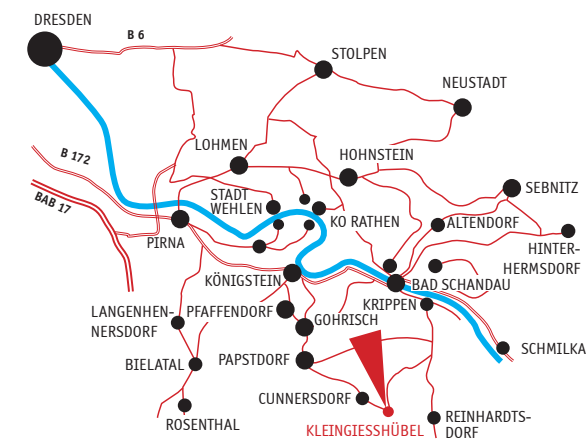 DRESDEN
B 6
STOLPEN
NEUSTADT
LOHMEN
HOHNSTEIN
B 172
BAB 17
STADT
WEHLEN
SEBNITZ
KO RATHEN
ALTENDORF
PIRNA
HINTER-
HERMSDORF
KÖNIGSTEIN
BAD SCHANDAU
KRIPPEN
LANGENHEN-
NERSDORF
PFAFFENDORF
GOHRISCH
SCHMILKA
BIELATAL
PAPSTDORF
CUNNERSDORF
ROSENTHAL
KLEINGIESSHÜBEL
REINHARDTS-
DORF